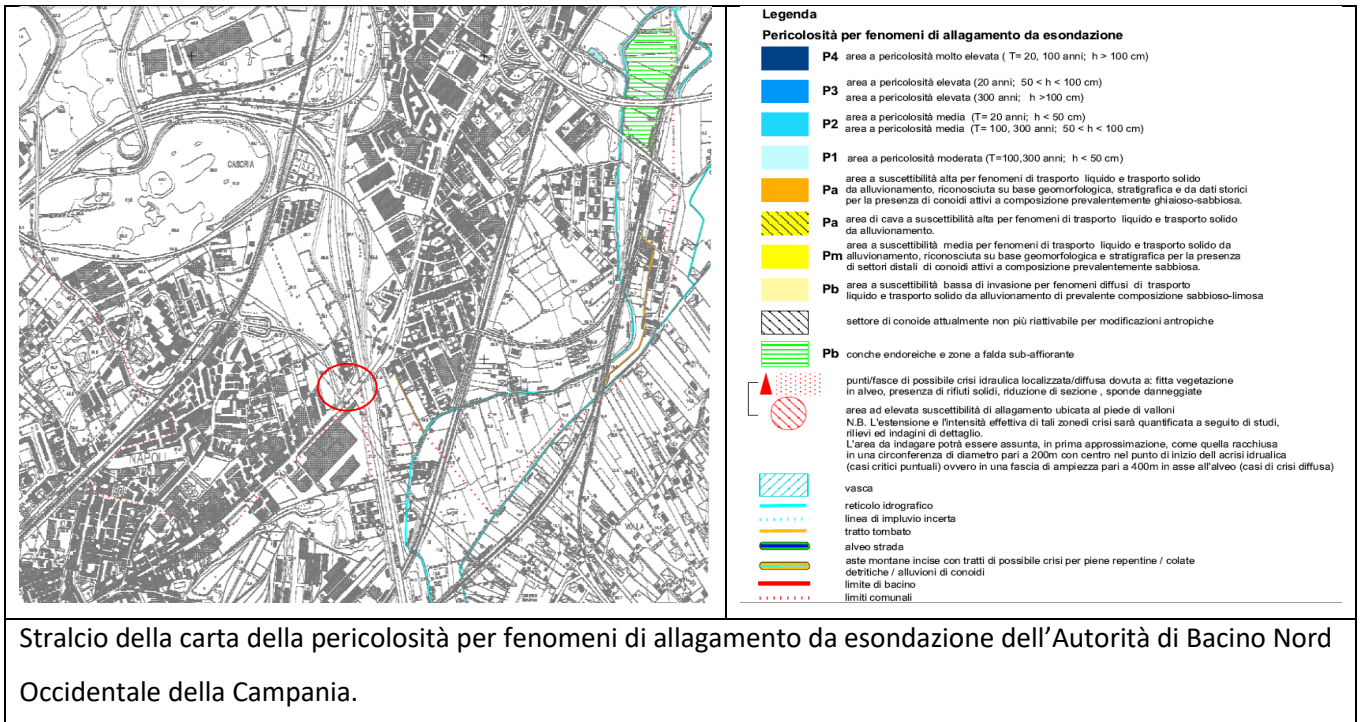 CASORIA
NAPOLI
VOLLA
Legenda
Pericolosità per fenomeni di allagamento da esondazione
P4 area a pericolosità molto elevata ( T= 20, 100 anni; h > 100 cm)
P3 area a pericolosità elevata (20 anni; 50 < h < 100 cm)
area a pericolosità elevata (300 anni; h >100 cm)
P2 area a pericolosità media (T= 20 anni; h < 50 cm)
area a pericolosità media (T= 100, 300 anni; 50 < h < 100 cm)
P1 area a pericolosità moderata (T=100,300 anni; h < 50 cm)
Pa area a suscettibilità alta per fenomeni di trasporto liquido e trasporto solido
da alluvionamento, riconosciuta su base geomorfologica, stratigrafica e da dati storici
per la presenza di conoidi attivi a composizione prevalentemente ghiaioso-sabbiosa.
Pa area di cava a suscettibilità alta per fenomeni di trasporto liquido e trasporto solido
da alluvionamento.
Pm area a suscettibilità media per fenomeni di trasporto liquido e trasporto solido da
alluvionamento, riconosciuta su base geomorfologica e stratigrafica per la presenza
di settori distali di conoidi attivi a composizione prevalentemente sabbiosa.
Pb area a suscettibilità bassa di invasione per fenomeni diffusi di trasporto
liquido e trasporto solido da alluvionamento di prevalente composizione sabbioso-limosa
settore di conoide attualmente non più riattivabile per modificazioni antropiche
Pb conche endoreiche e zone a falda sub-affiorante
punti/fasce di possibile crisi idraulica localizzata/diffusa dovuta a: fitta vegetazione
in alveo, presenza di rifiuti solidi, riduzione di sezione , sponde danneggiate
area ad elevata suscettibilità di allagamento ubicata al piede di valloni
N.B. L'estensione e l'intensità effettiva di tali zonedi crisi sarà quantificata a seguito di studi,
rilievi ed indagini di dettaglio.
L'area da indagare potrà essere assunta, in prima approssimazione, come quella racchiusa
in una circonferenza di diametro pari a 200m con centro nel punto di inizio dell acrisi idrualica
(casi critici puntuali) ovvero in una fascia di ampiezza pari a 400m in asse all'alveo (casi di crisi diffusa)
vasca
reticolo idrografico
linea di impluvio incerta
tratto tombato
alveo strada
aste montane incise con tratti di possibile crisi per piene repentine / colate
detritiche / alluvioni di conoidi
limite di bacino
limiti comunali
Stralcio della carta della pericolosità per fenomeni di allagamento da esondazione dell’Autorità di Bacino Nord
Occidentale della Campania.